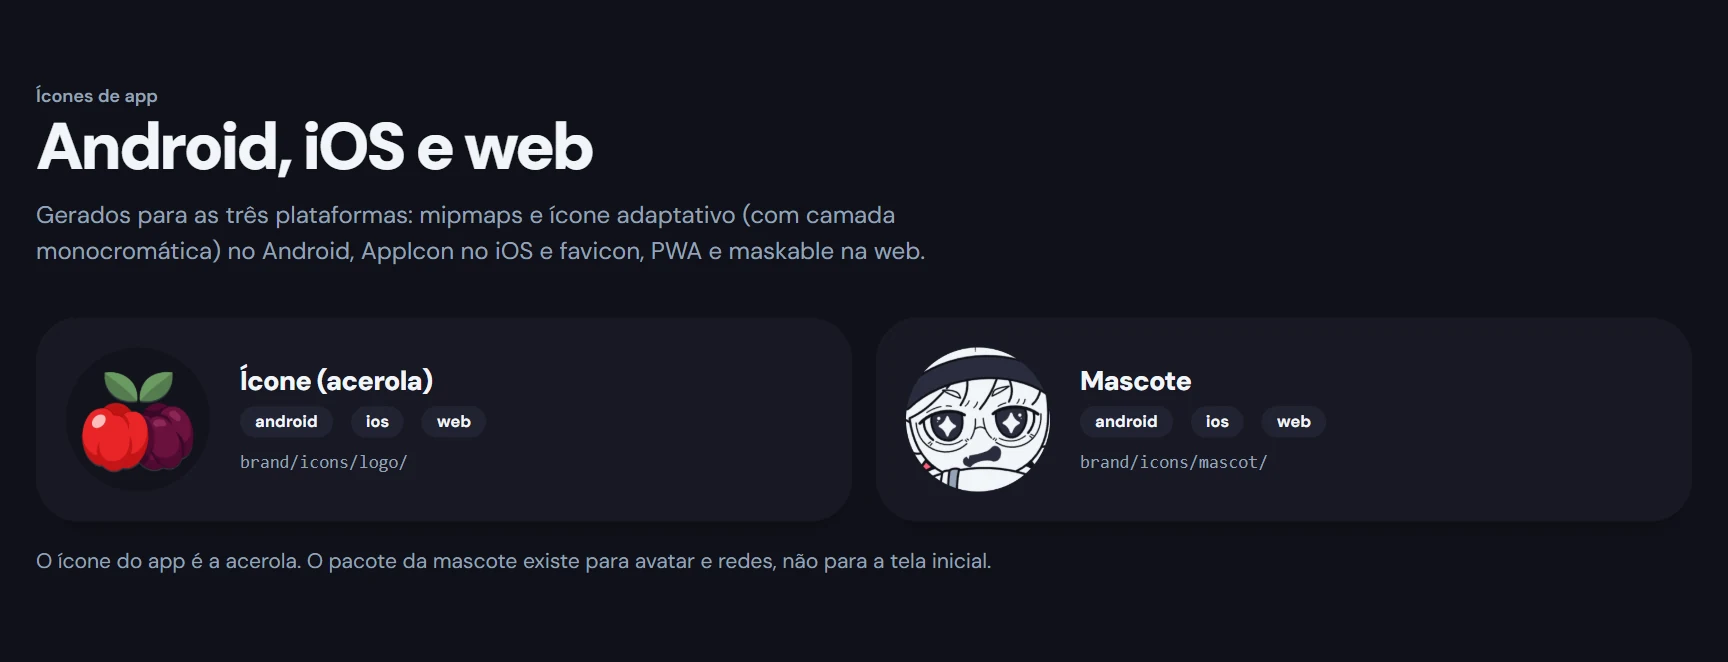 Ícones de app
Android, iOS e web
Gerados para as três plataformas: mipmaps e ícone adaptativo (com camada
monocromática) no Android, AppIcon no iOS e favicon, PWA e maskable na web.
Ícone (acerola)
android ios web
brand/icons/logo/
Mascote
android ios web
brand/icons/mascot/
O ícone do app é a acerola. O pacote da mascote existe para avatar e redes, não para a tela inicial.